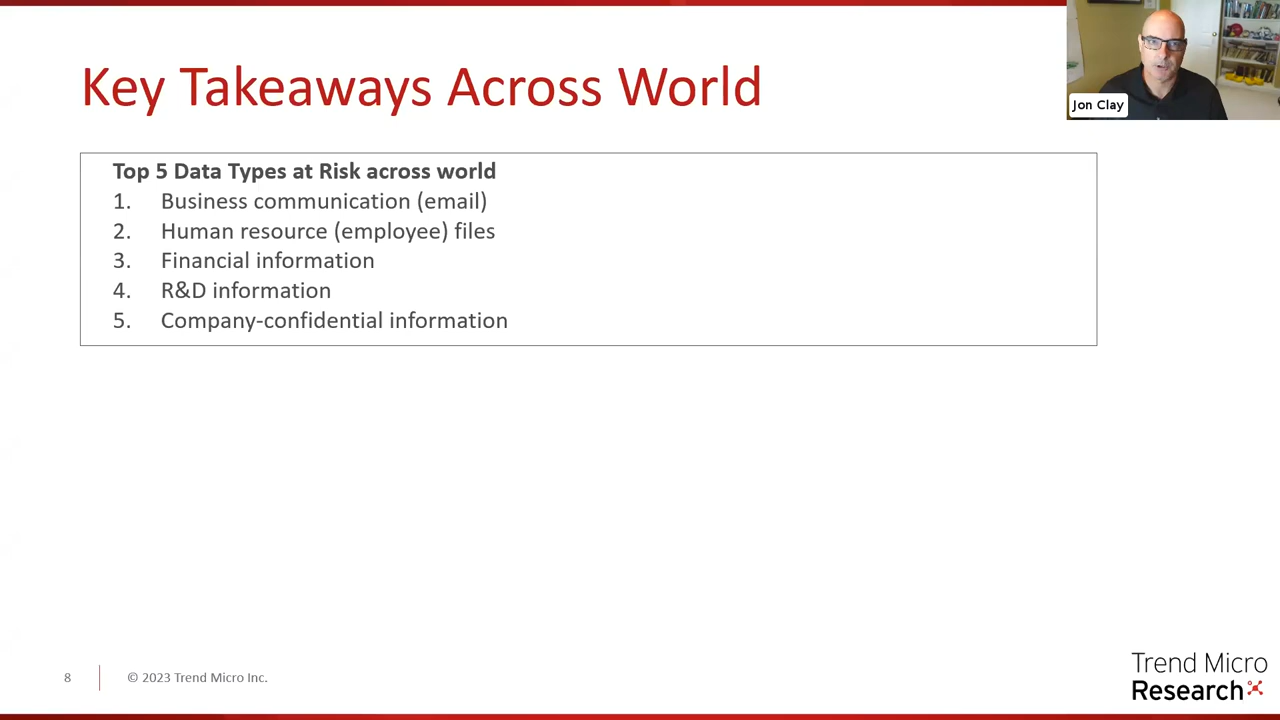 Key Takeaways Across World
Jon Clay
Top 5 Data Types at Risk across world
1. Business communication (email)
2. Human resource (employee) files
3. Financial information
4. R&D information
5. Company-confidential information
8
© 2023 Trend Micro Inc.
Trend Micro
Research